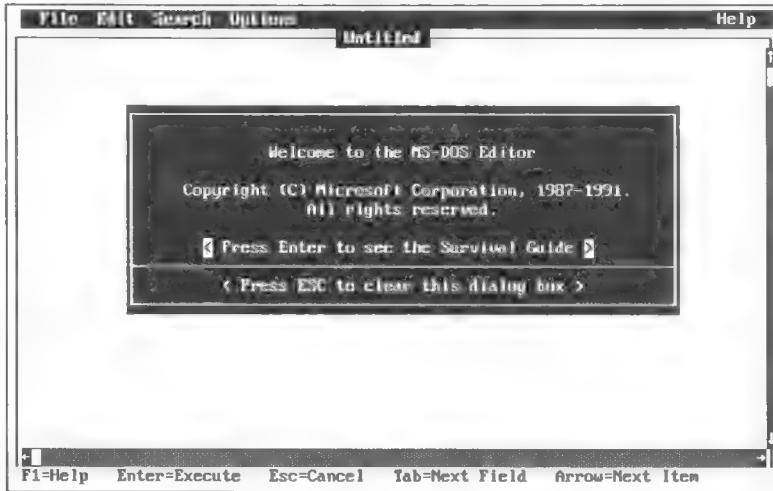 File Edit Search Options Help
Untitled
Welcome to the MS-DOS Editor
Copyright (C) Microsoft Corporation, 1987-1991.
All rights reserved.
< Press Enter to see the Survival Guide >
< Press ESC to clear this dialog box >
F1=Help Enter=Execute Esc=Cancel Tab=Next Field Arrow=Next Item